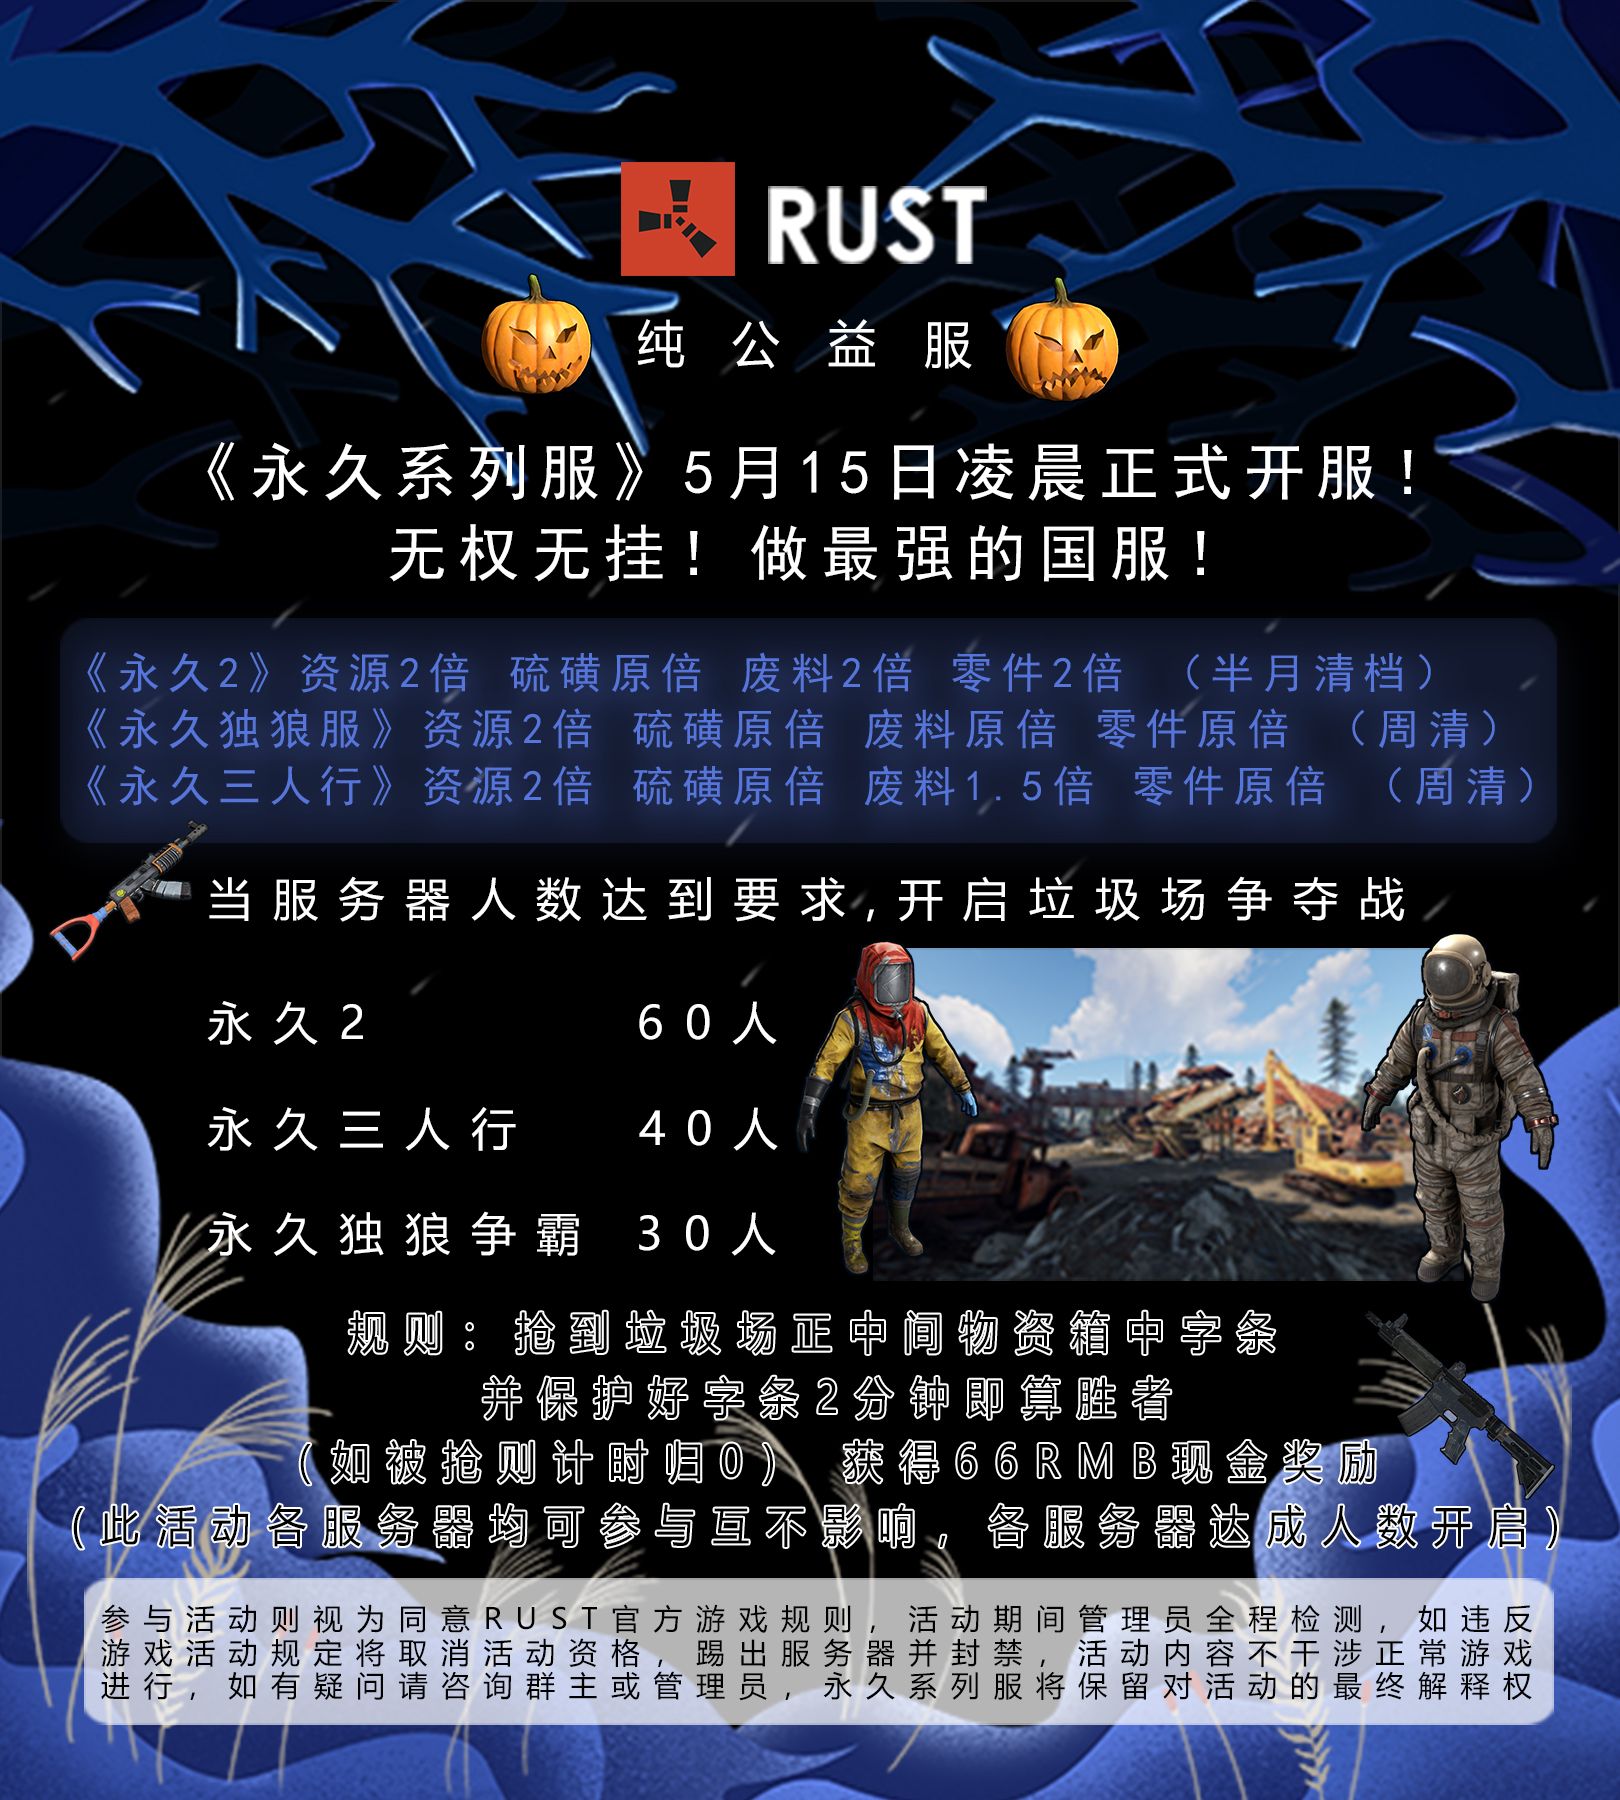 RUST
纯公益服
《永久系列服》5月15日凌晨正式开服！
无权无挂！做最强的国服！
《永久2》资源2倍 硫磺原倍 废料2倍 零件2倍 （半月清档）
《永久独狼服》资源2倍 硫磺原倍 废料原倍 零件原倍 （周清）
《永久三人行》资源2倍 硫磺原倍 废料1.5倍 零件原倍 （周清）
当服务器人数达到要求,开启垃圾场争夺战
永久2 60人
永久三人行 40人
永久独狼争霸 30人
规则：抢到垃圾场正中间物资箱中字条
并保护好字条2分钟即算胜者
（如被抢则计时归0） 获得66RMB现金奖励
(此活动各服务器均可参与互不影响，各服务器达成人数开启)
参与活动则视为同意RUST官方游戏规则，活动期间管理员全程检测，如违反
游戏活动规定将取消活动资格，踢出服务器并封禁，活动内容不干涉正常游戏
进行，如有疑问请咨询群主或管理员，永久系列服将保留对活动的最终解释权